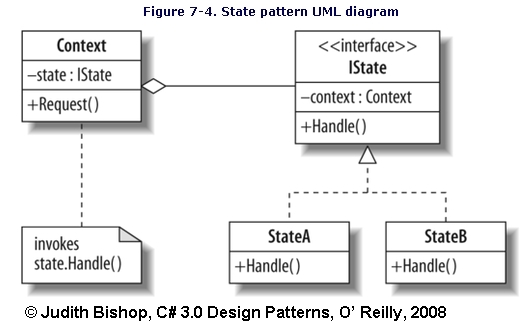 Figure 7-4. State pattern UML diagram
Context
–state : IState
+Request()
<<interface>>
IState
–context : Context
+Handle()
invokes
state.Handle()
StateA
+Handle()
StateB
+Handle()
© Judith Bishop, C# 3.0 Design Patterns, O’ Reilly, 2008